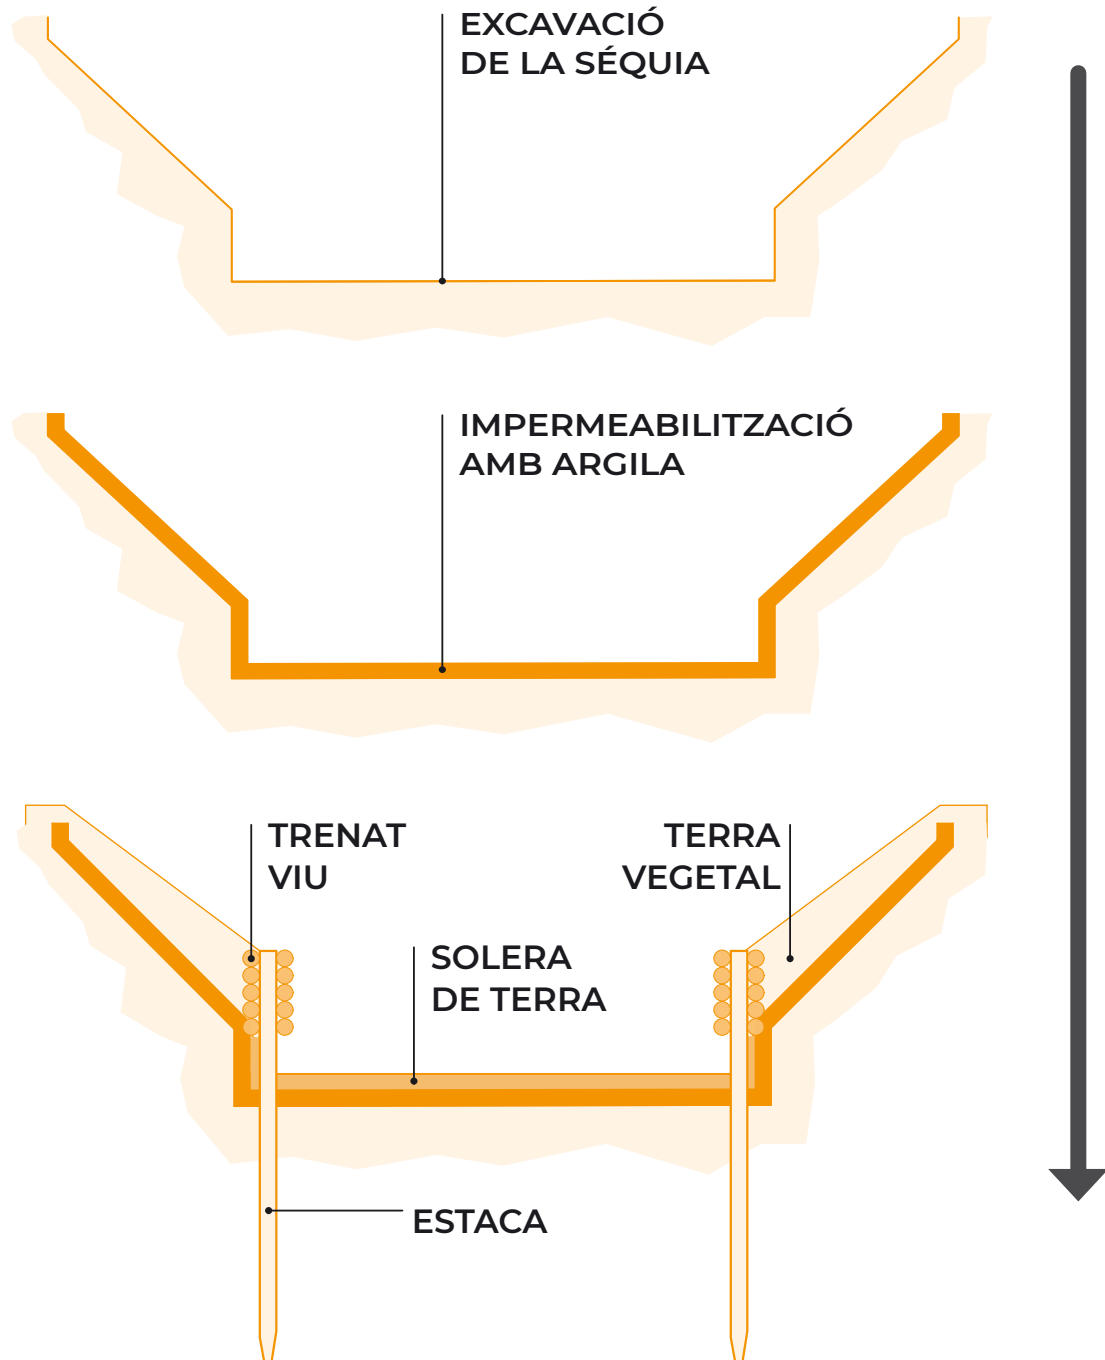 EXCAVACIÓ
DE LA SÉQUIA
IMPERMEABILITZACIÓ
AMB ARGILA
TRENAT
VIU
TERRA
VEGETAL
SOLERA
DE TERRA
ESTACA